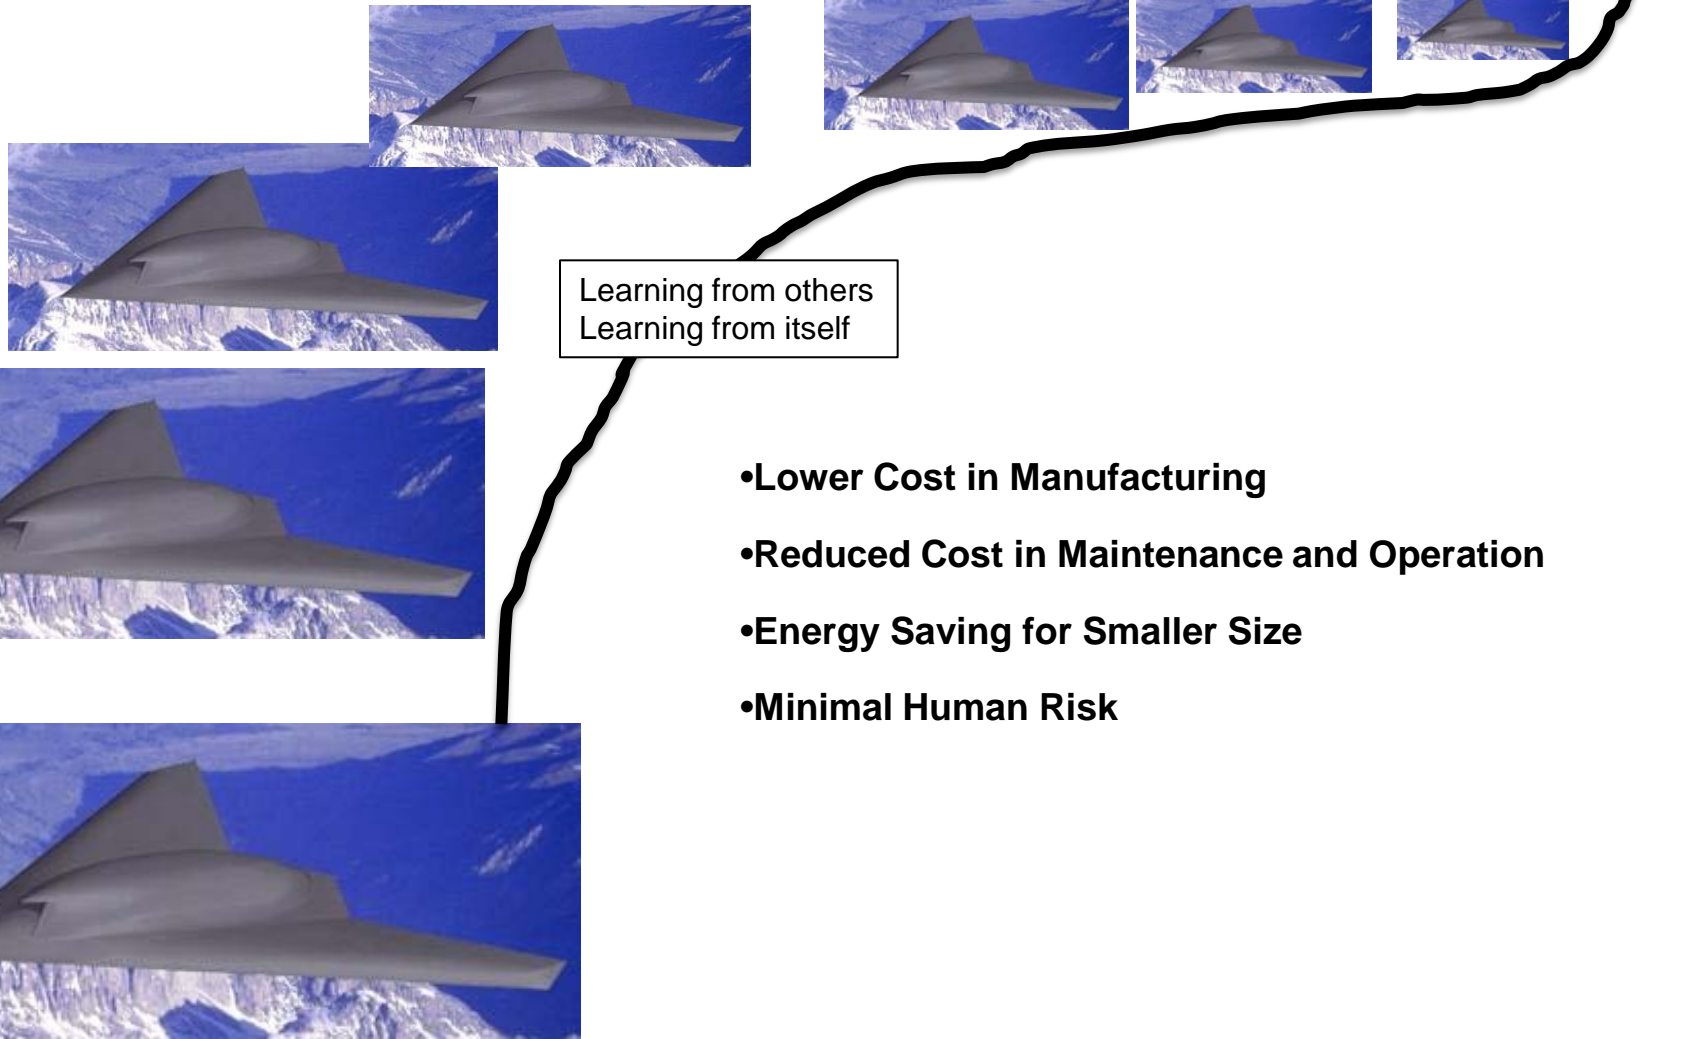 Learning from others
Learning from itself
•Lower Cost in Manufacturing
•Reduced Cost in Maintenance and Operation
•Energy Saving for Smaller Size
•Minimal Human Risk